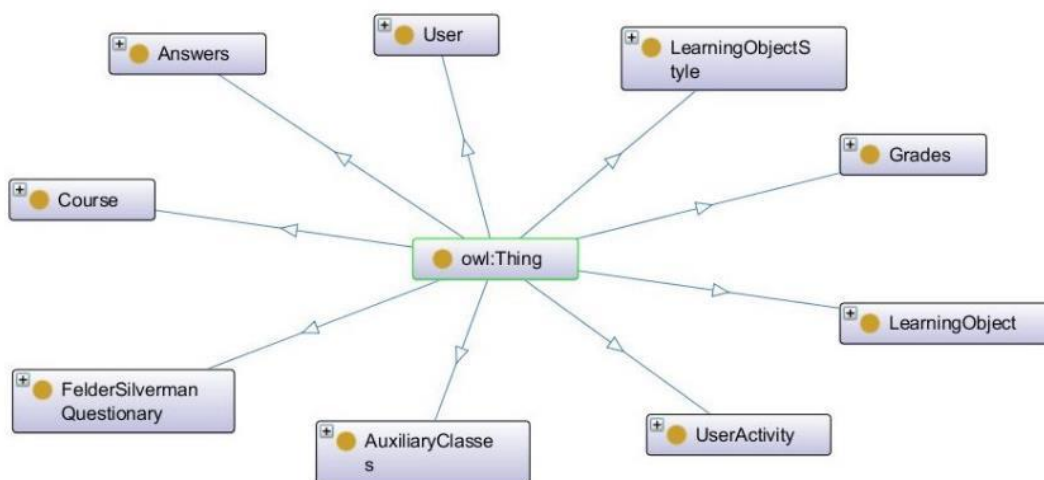 User
Answers
LearningObjectS
tyle
Grades
Course
owl:Thing
LearningObject
FelderSilverman
Questionary
AuxiliaryClasse
s
UserActivity